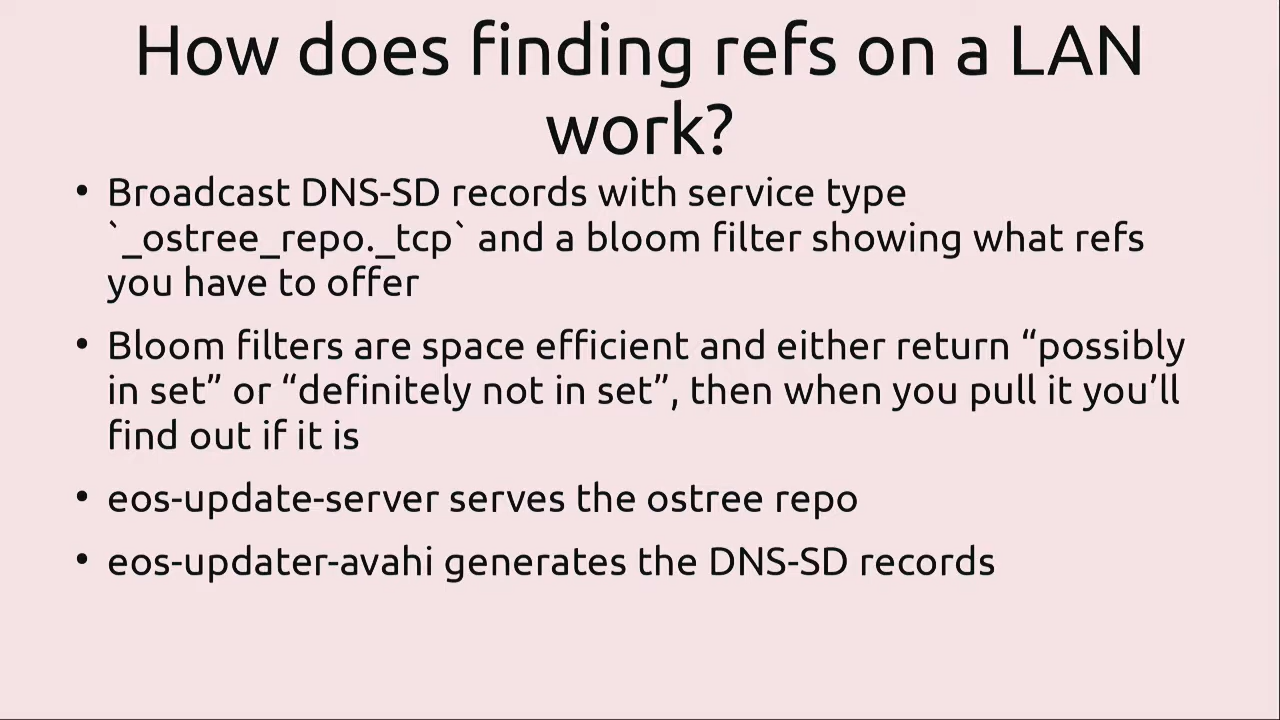 How does finding refs on a LAN
work?
• Broadcast DNS-SD records with service type
`_ostree_repo._tcp` and a bloom filter showing what refs
you have to offer
• Bloom filters are space efficient and either return “possibly
in set” or “definitely not in set”, then when you pull it you’ll
find out if it is
• eos-update-server serves the ostree repo
• eos-updater-avahi generates the DNS-SD records